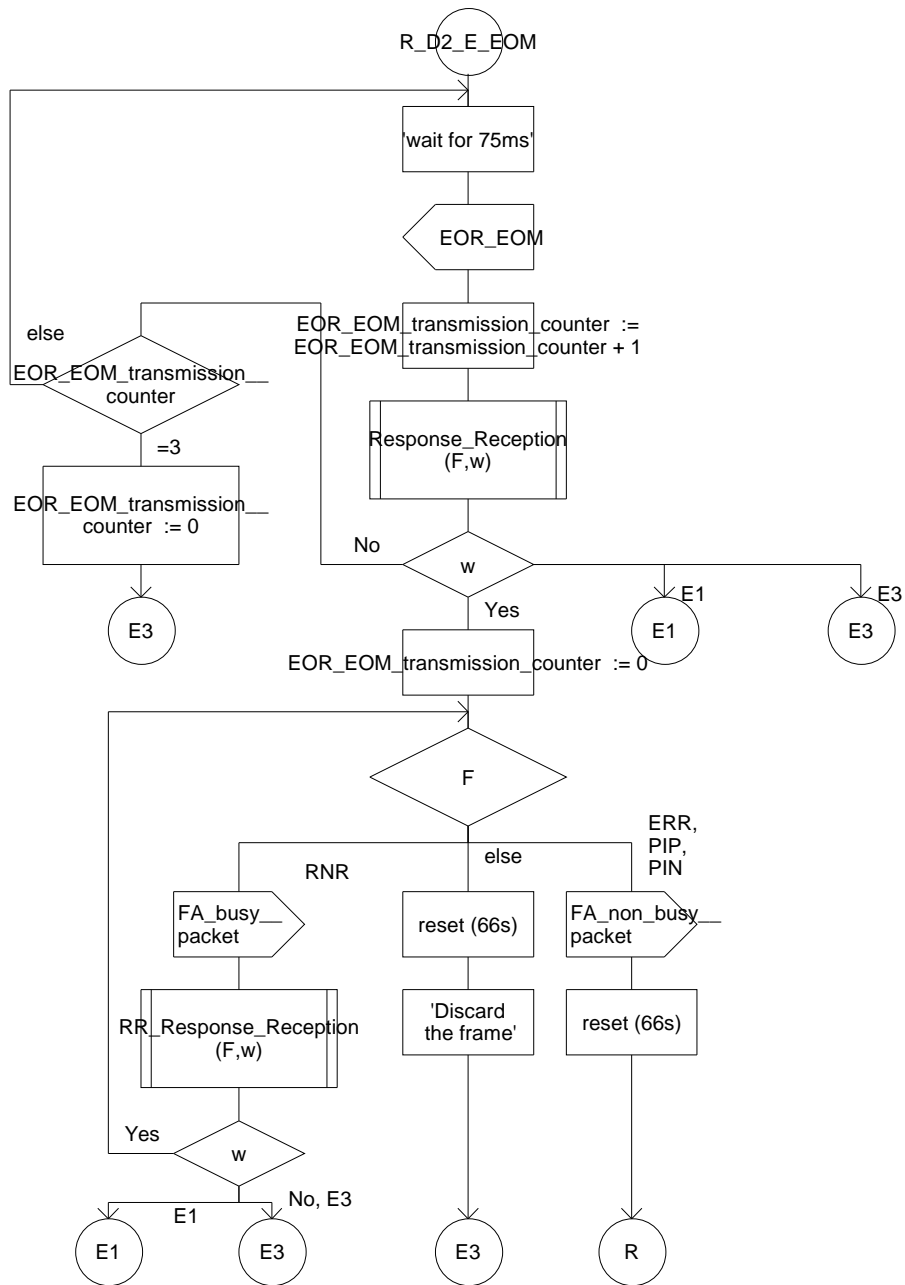 R_D2_E_EOM
'wait for 75ms'
EOR_EOM
EOR_EOM_transmission_counter :=
EOR_EOM_transmission_counter + 1
else
EOR_EOM_transmission__
counter
=3
Response_Reception
(F,w)
EOR_EOM_transmission__
counter := 0
No
w
Yes
E1
E3
E3
E1
E3
EOR_EOM_transmission_counter := 0
F
RNR
else
ERR,
PIP,
PIN
FA_busy__
packet
reset (66s)
FA_non_busy__
packet
RR_Response_Reception
(F,w)
'Discard
the frame'
reset (66s)
Yes
w
E1
No, E3
E1
E3
E3
R